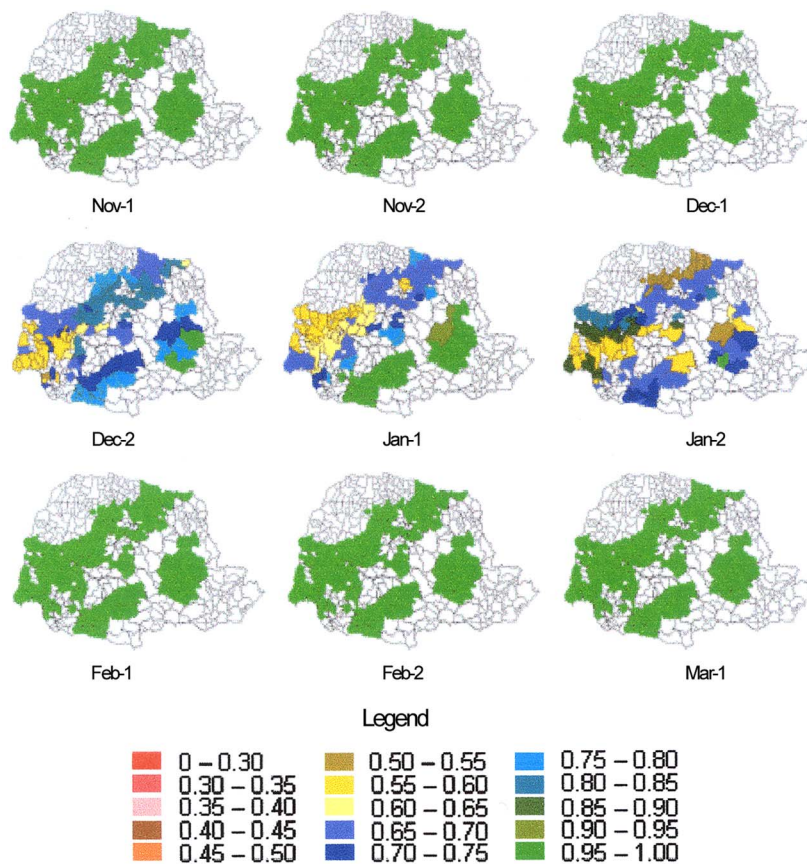 Nov-1 Nov-2 Dec-1
Dec-2 Jan-1 Jan-2
Feb-1 Feb-2 Mar-1
Legend
0 – 0.30 0.50 – 0.55 0.75 – 0.80
0.30 – 0.35 0.55 – 0.60 0.80 – 0.85
0.35 – 0.40 0.60 – 0.65 0.85 – 0.90
0.40 – 0.45 0.65 – 0.70 0.90 – 0.95
0.45 – 0.50 0.70 – 0.75 0.95 – 1.00